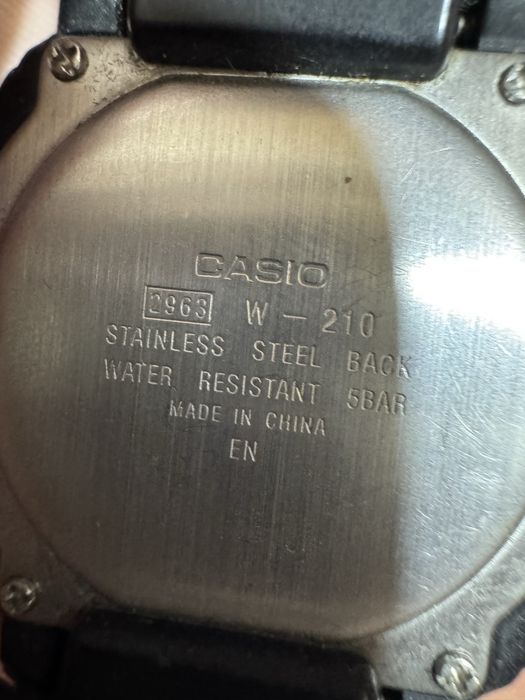 CASIO
2963 W-210
STAINLESS STEEL BACK
WATER RESISTANT 5BAR
MADE IN CHINA
EN